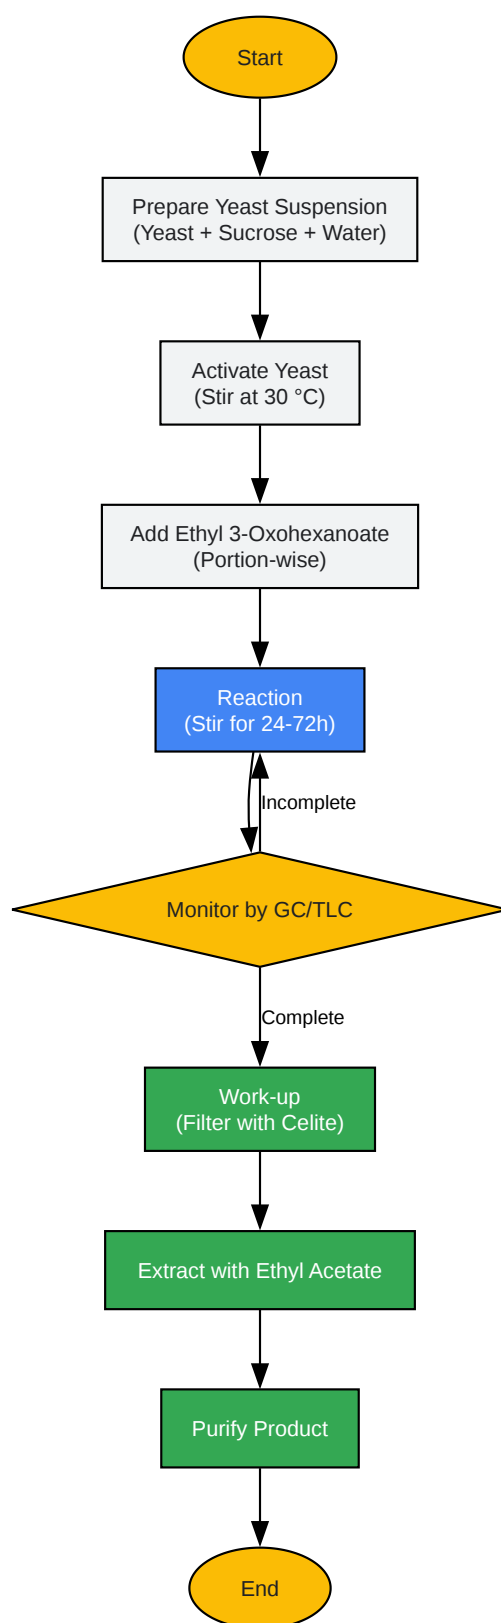 Start
Prepare Yeast Suspension
(Yeast + Sucrose + Water)
Activate Yeast
(Stir at 30 °C)
Add Ethyl 3-Oxohexanoate
(Portion-wise)
Reaction
(Stir for 24-72h)
Incomplete
Monitor by GC/TLC
Complete
Work-up
(Filter with Celite)
Extract with Ethyl Acetate
Purify Product
End